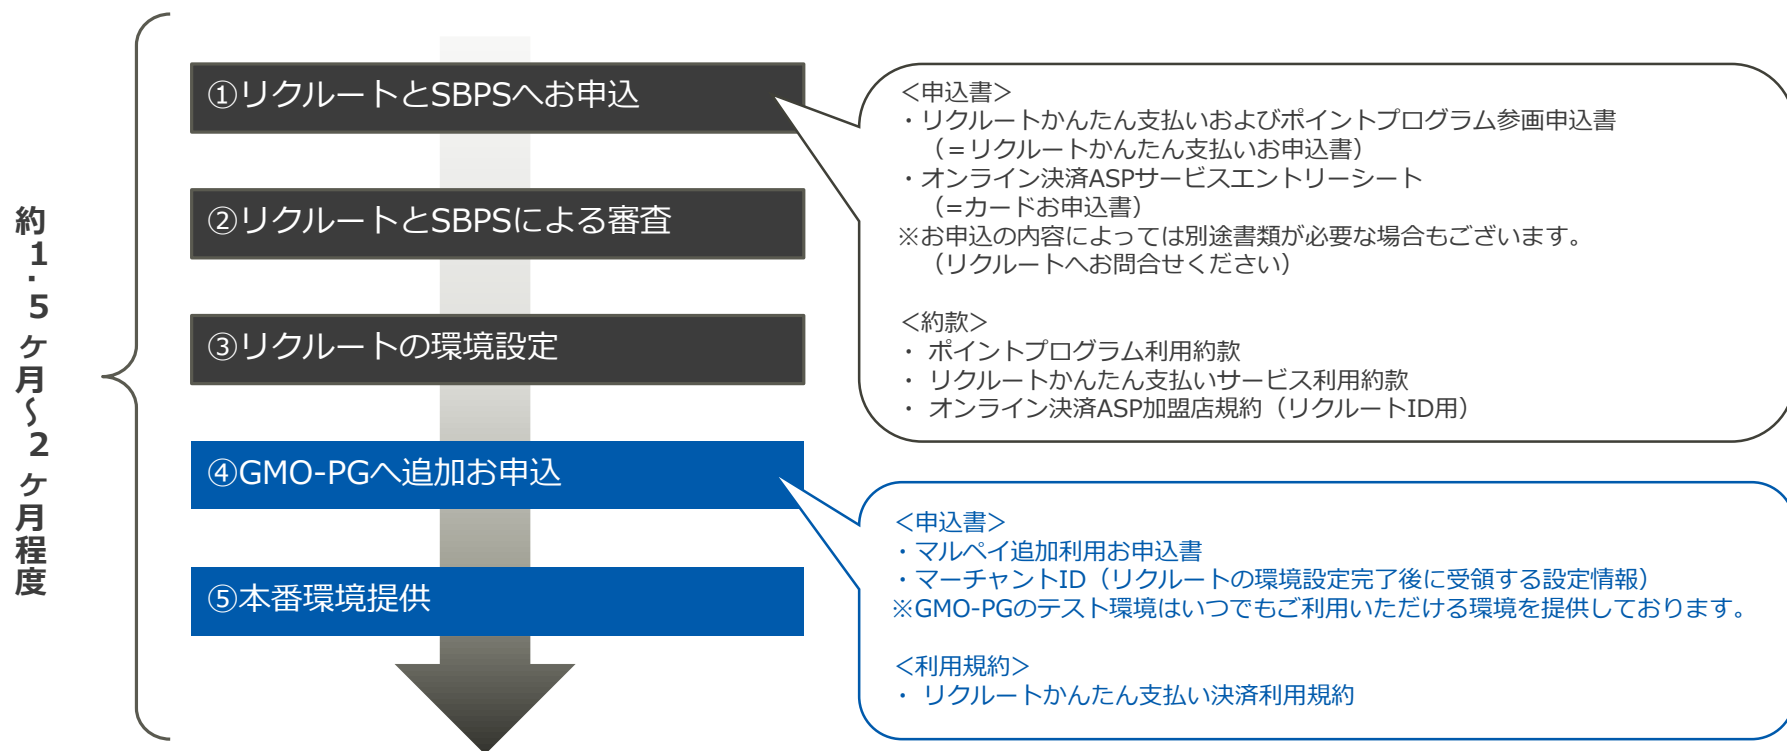 約1.5ヶ月～2ヶ月程度
①リクルートとSBPSへお申込
②リクルートとSBPSによる審査
③リクルートの環境設定
④GMO-PGへ追加お申込
⑤本番環境提供
＜申込書＞
・リクルートかんたん支払いおよびポイントプログラム参画申込書
（＝リクルートかんたん支払いお申込書）
・オンライン決済ASPサービスエントリーシート
（=カードお申込書）
※お申込の内容によっては別途書類が必要な場合もございます。
（リクルートへお問合せください）
＜約款＞
・ ポイントプログラム利用約款
・ リクルートかんたん支払いサービス利用約款
・ オンライン決済ASP加盟店規約（リクルートID用）
＜申込書＞
・マルペイ追加利用お申込書
・マーチャントID（リクルートの環境設定完了後に受領する設定情報）
※GMO-PGのテスト環境はいつでもご利用いただける環境を提供しております。
＜利用規約＞
・ リクルートかんたん支払い決済利用規約